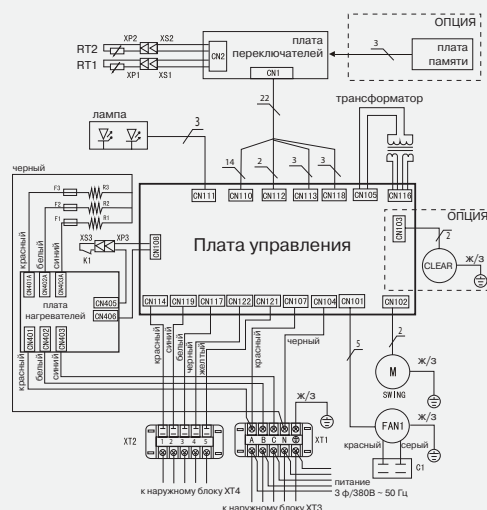 ОПЦИЯ
XP2 XS2
RT2
RT1
XP1 XS1
CN2
плата
переключателей
CN1
3
плата
памяти
22
трансформатор
лампа
3
14
2
3
3
черный
CN111
CN110
CN112
CN113
CN118
CN105
CN116
F3
R3
F2
R2
F1
R1
красный
белый
синий
XS3
XP3
K1
CN108
Плата управления
CN103
ОПЦИЯ
2
CLEAR
ж/з
CN401A
CN402A
CN403A
плата
нагревателей
CN405
CN406
CN401
CN402
CN403
CN114
CN119
CN117
CN122
CN121
CN107
CN104
CN101
CN102
красный
белый
синий
красный
синий
белый
черный
желтый
красный
черный
5
2
M
SWING
ж/з
ж/з
FAN1
ж/з
красный
серый
C1
XT2
1 2 3 4 5
A B C N
XT1
питание
3 ф/380В ~ 50 Гц
к наружному блоку XT4
к наружному блоку XT3